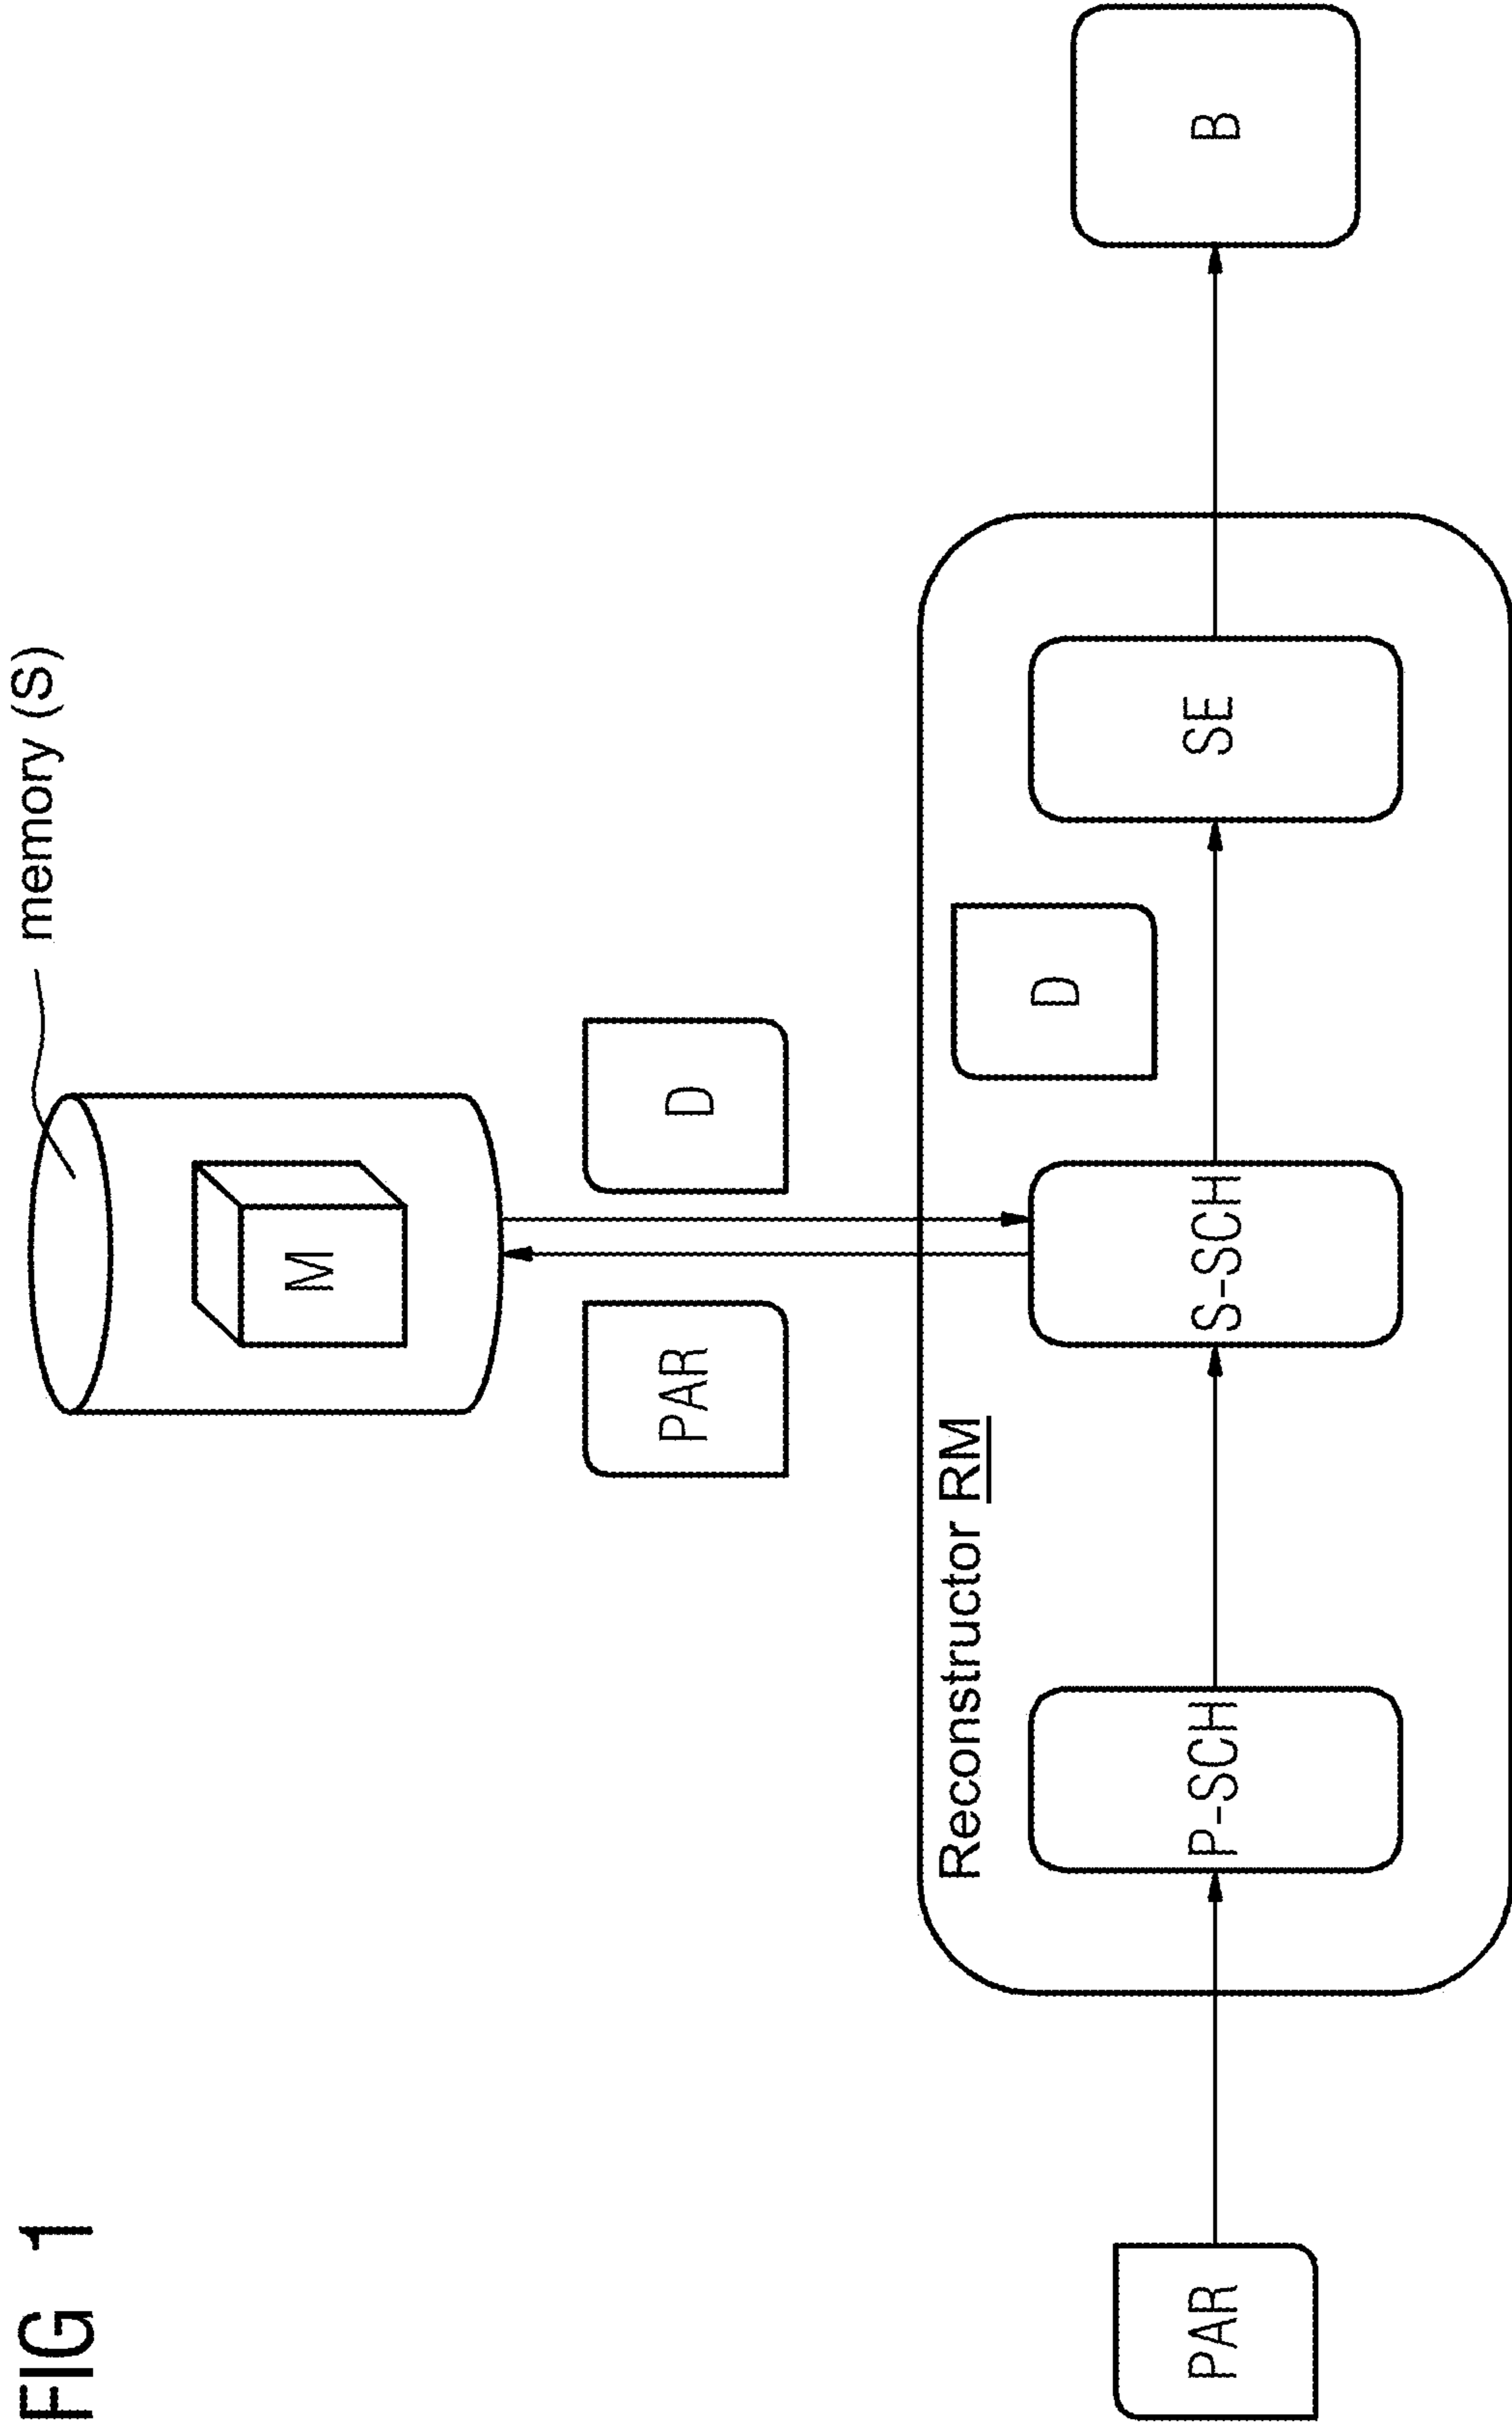 FIG 1
memory (S)
M
PAR
D
Reconstructor RM
D
PAR
P-SCH
S-SCH
SE
B